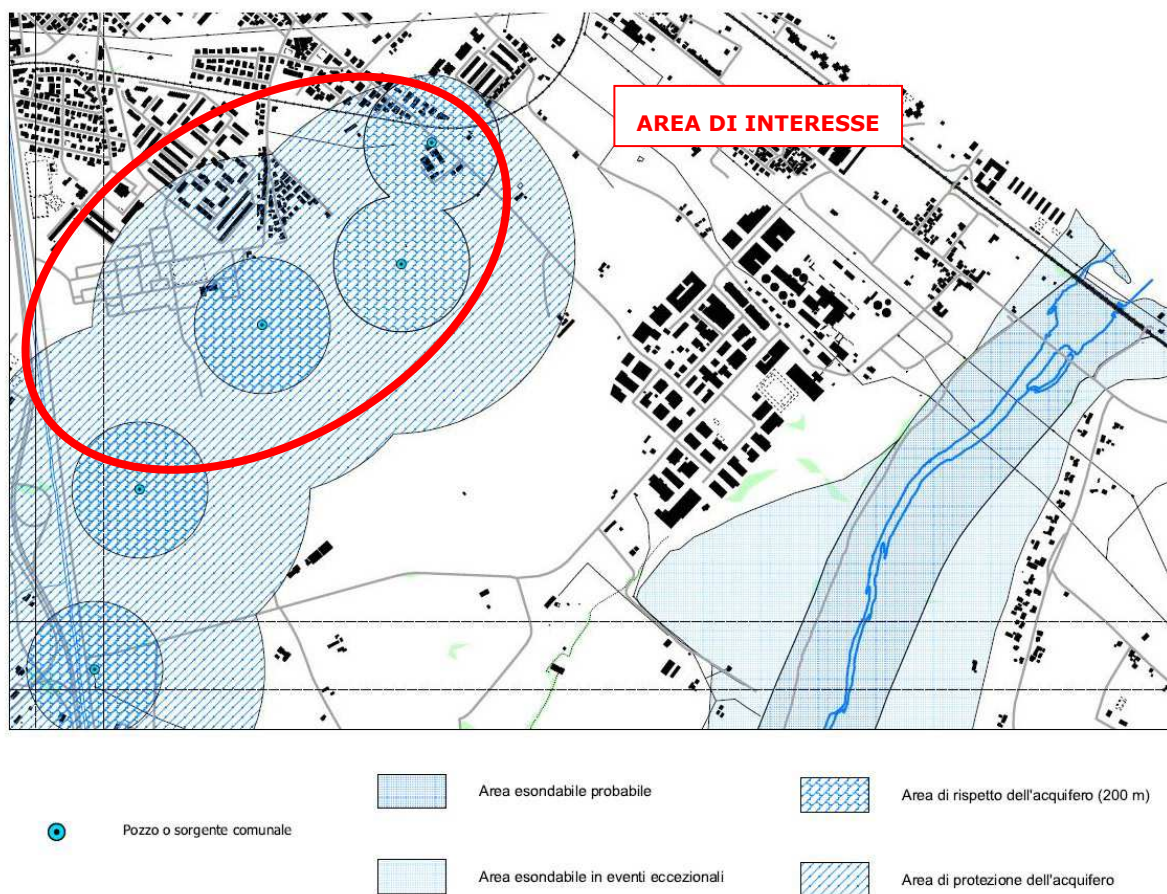 AREA DI INTERESSE
Pozzo o sorgente comunale
Area esondabile probabile
Area esondabile in eventi eccezionali
Area di rispetto dell'acquifero (200 m)
Area di protezione dell'acquifero